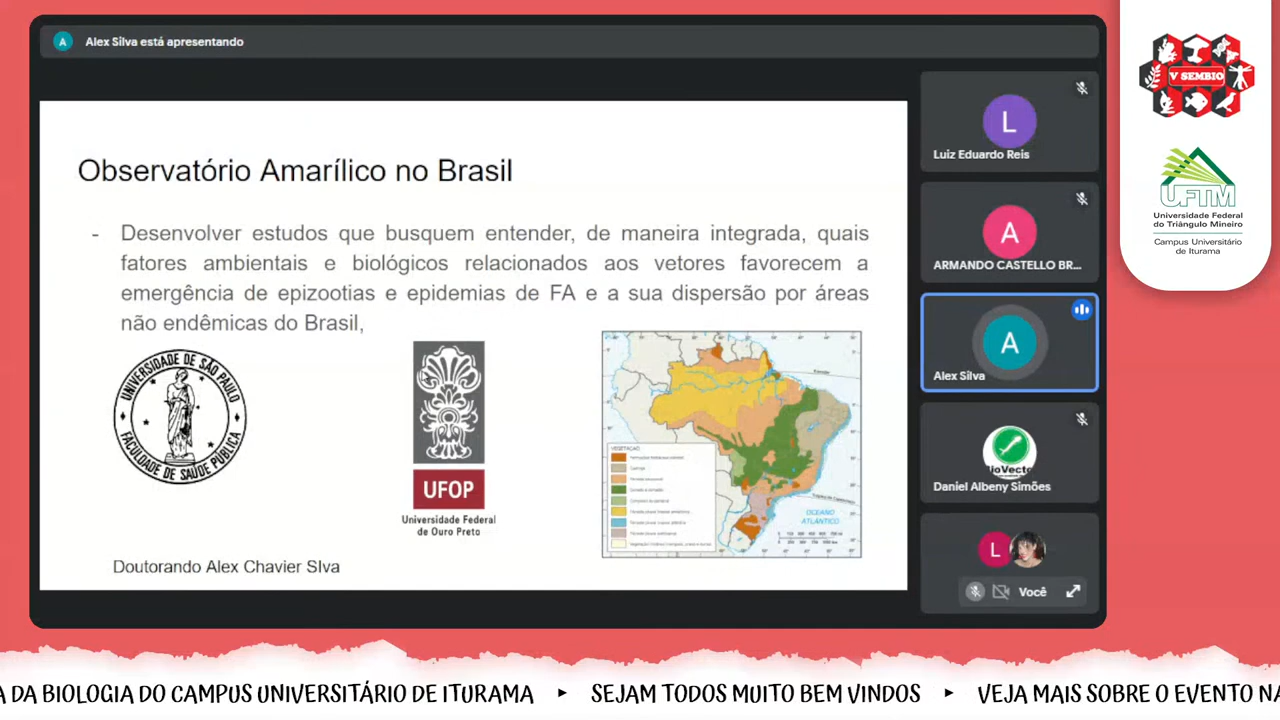 A
Alex Silva está apresentando
Observatório Amarílico no Brasil
- Desenvolver estudos que busquem entender, de maneira integrada, quais
fatores ambientais e biológicos relacionados aos vetores favorecem a
emergência de epizootias e epidemias de FA e a sua dispersão por áreas
não endêmicas do Brasil,
UNIVERSIDADE DE SÃO PAULO
FACULDADE DE SAÚDE PÚBLICA
UFOP
Universidade Federal
de Ouro Preto
VEGETAÇÃO
OCEANO
ATLÂNTICO
Doutorando Alex Chavier SIlva
L
Luiz Eduardo Reis
A
ARMANDO CASTELLO BR...
A
Alex Silva
Daniel Albeny Simões
L
Você
V SEMBIO
UFTM
Universidade Federal
do Triângulo Mineiro
Campus Universitário
de Iturama
A DA BIOLOGIA DO CAMPUS UNIVERSITÁRIO DE ITURAMA ▸ SEJAM TODOS MUITO BEM VINDOS ▸ VEJA MAIS SOBRE O EVENTO NA